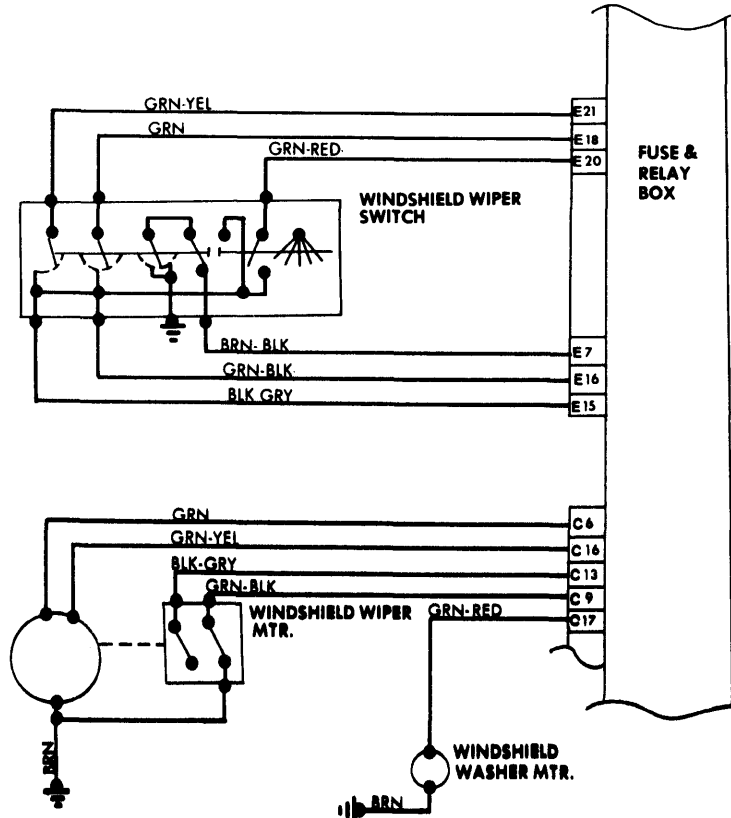 GRN-YEL
E21
GRN
E18
GRN-RED
E20
FUSE &
RELAY
BOX
WINDSHIELD WIPER
SWITCH
BRN-BLK
E7
GRN-BLK
E16
BLK GRY
E15
GRN
C6
GRN-YEL
C16
BLK-GRY
C13
GRN-BLK
C9
GRN-RED
C17
WINDSHIELD WIPER
MTR.
BRN
WINDSHIELD
WASHER MTR.
BRN